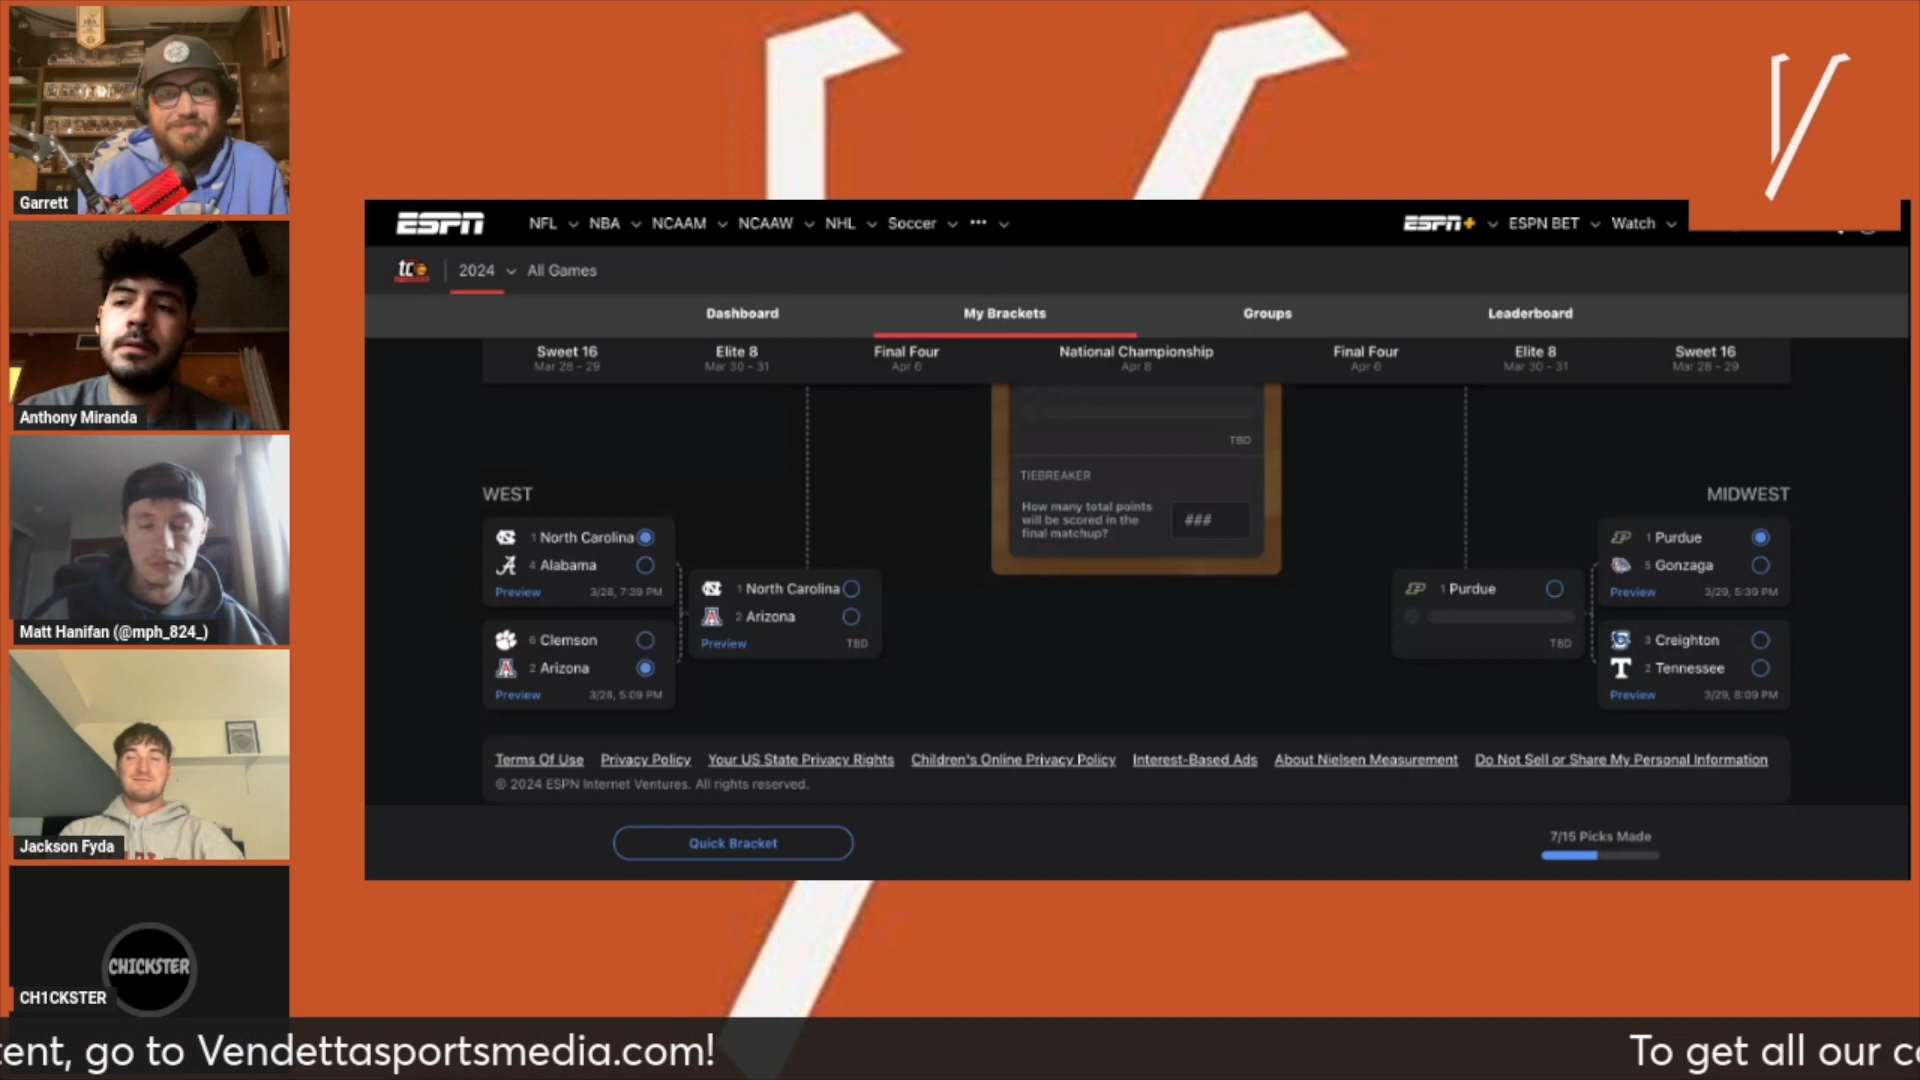 Garrett
Anthony Miranda
Matt Hanifan (@mph_824_)
Jackson Fyda
CHICKSTER
CH1CKSTER
ESPN NFL NBA NCAAM NCAAW NHL Soccer ••• ESPN+ ESPN BET Watch
tc 2024 All Games
Dashboard My Brackets Groups Leaderboard
Sweet 16 Elite 8 Final Four National Championship Final Four Elite 8 Sweet 16
Mar 28 - 29 Mar 30 - 31 Apr 6 Apr 8 Apr 6 Mar 30 - 31 Mar 28 - 29
TBD
TIEBREAKER
How many total points
will be scored in the
final matchup?
###
WEST
1 North Carolina
4 Alabama
Preview 3/28, 7:39 PM
6 Clemson
2 Arizona
Preview 3/28, 5:09 PM
1 North Carolina
2 Arizona
Preview TBD
MIDWEST
1 Purdue
TBD
1 Purdue
5 Gonzaga
Preview 3/29, 5:39 PM
3 Creighton
T 2 Tennessee
Preview 3/29, 8:09 PM
Terms Of Use Privacy Policy Your US State Privacy Rights Children's Online Privacy Policy Interest-Based Ads About Nielsen Measurement Do Not Sell or Share My Personal Information
© 2024 ESPN Internet Ventures. All rights reserved.
Quick Bracket
7/15 Picks Made
tent, go to Vendettasportsmedia.com! To get all our c